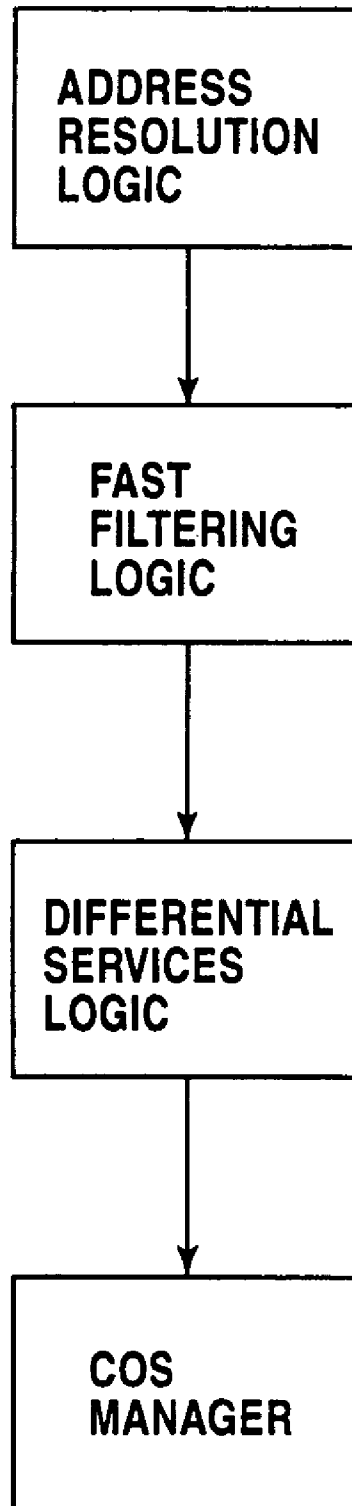 ADDRESS
RESOLUTION
LOGIC
FAST
FILTERING
LOGIC
DIFFERENTIAL
SERVICES
LOGIC
COS
MANAGER